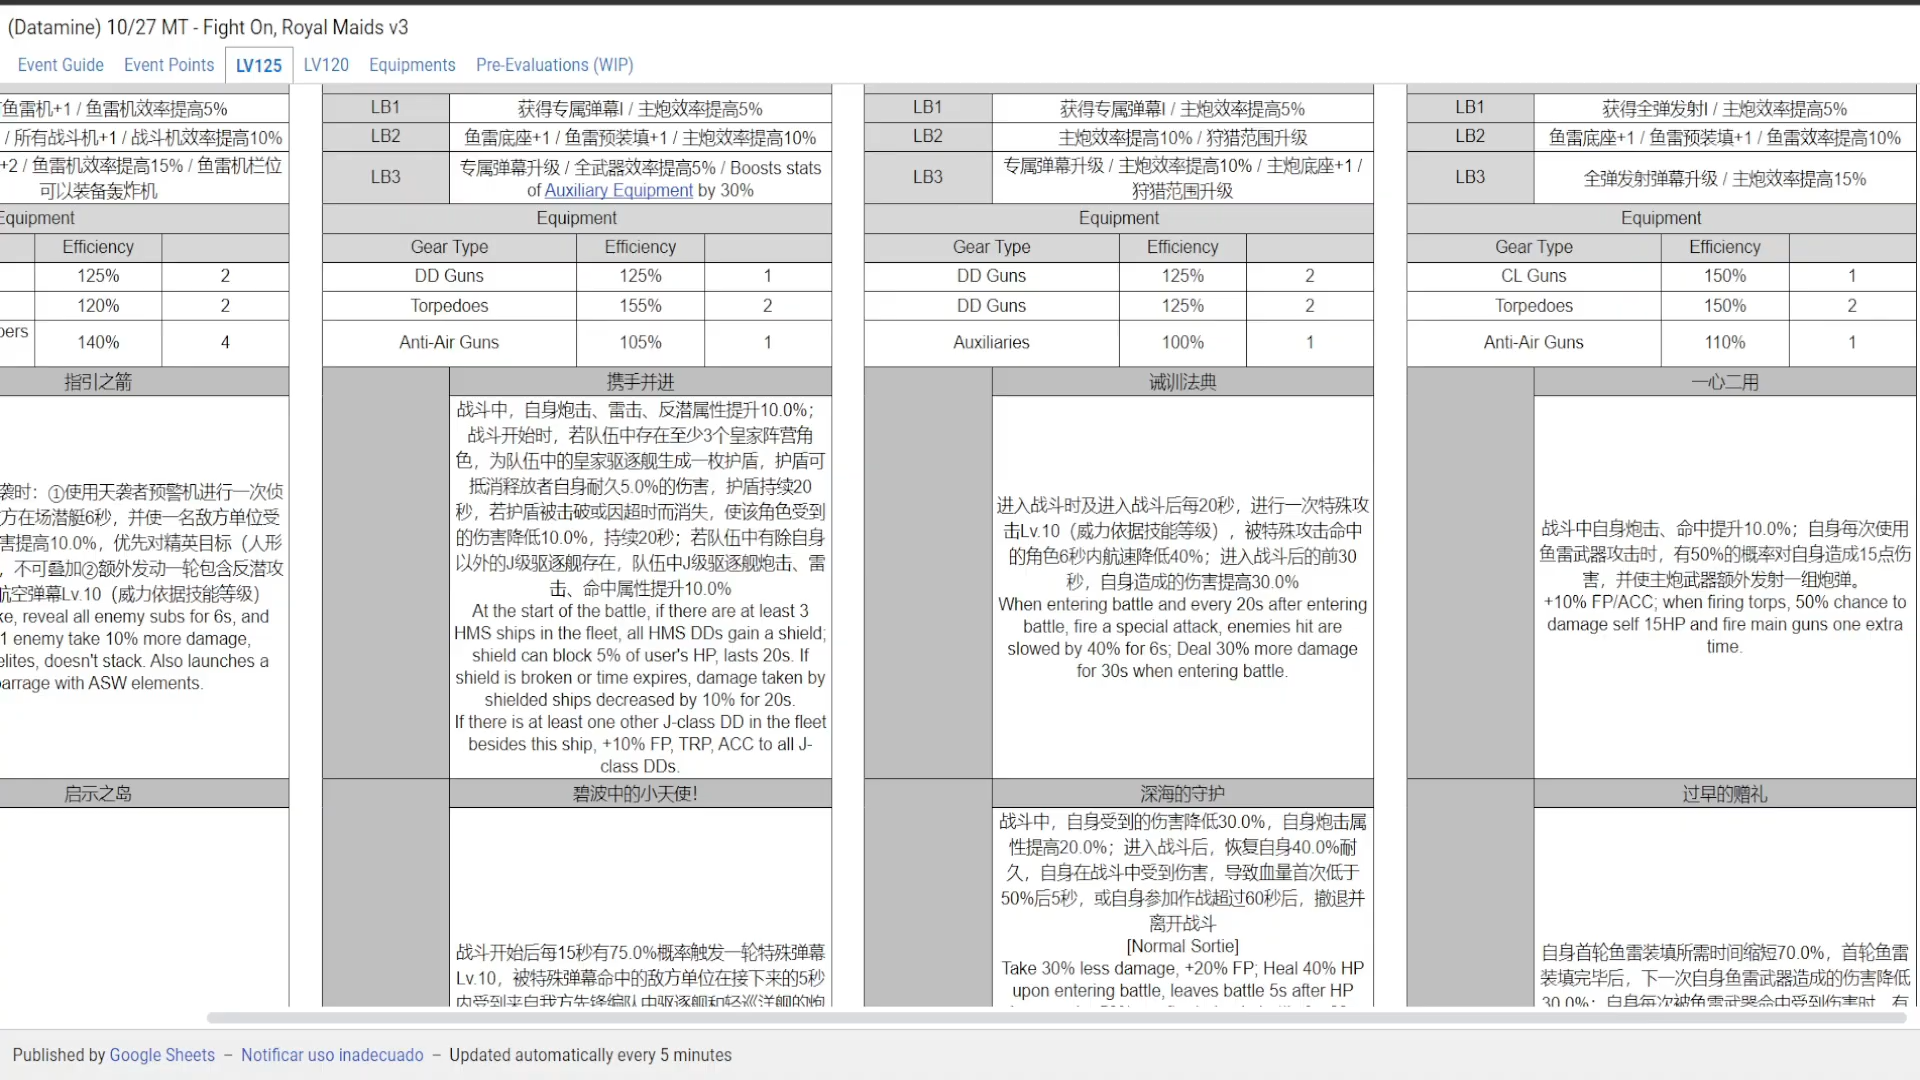 (Datamine) 10/27 MT - Fight On, Royal Maids v3
Event Guide
Event Points
LV125
LV120
Equipments
Pre-Evaluations (WIP)
鱼雷机+1 / 鱼雷机效率提高5%
/ 所有战斗机+1 / 战斗机效率提高10%
+2 / 鱼雷机效率提高15% / 鱼雷机栏位
可以装备轰炸机
Equipment
Efficiency
125%
2
120%
2
pers
140%
4
指引之箭
袭时：①使用天袭者预警机进行一次侦
方在场潜艇6秒，并使一名敌方单位受
害提高10.0%，优先对精英目标（人形
，不可叠加②额外发动一轮包含反潜攻
航空弹幕Lv.10（威力依据技能等级）
ke, reveal all enemy subs for 6s, and
1 enemy take 10% more damage,
elites, doesn't stack. Also launches a
barrage with ASW elements.
启示之岛
LB1
获得专属弹幕I / 主炮效率提高5%
LB2
鱼雷底座+1 / 鱼雷预装填+1 / 主炮效率提高10%
LB3
专属弹幕升级 / 全武器效率提高5% / Boosts stats
of Auxiliary Equipment by 30%
Equipment
Gear Type
Efficiency
DD Guns
125%
1
Torpedoes
155%
2
Anti-Air Guns
105%
1
携手并进
战斗中，自身炮击、雷击、反潜属性提升10.0%；
战斗开始时，若队伍中存在至少3个皇家阵营角
色，为队伍中的皇家驱逐舰生成一枚护盾，护盾可
抵消释放者自身耐久5.0%的伤害，护盾持续20
秒，若护盾被击破或因超时而消失，使该角色受到
的伤害降低10.0%，持续20秒；若队伍中有除自身
以外的J级驱逐舰存在，队伍中J级驱逐舰炮击、雷
击、命中属性提升10.0%
At the start of the battle, if there are at least 3
HMS ships in the fleet, all HMS DDs gain a shield;
shield can block 5% of user's HP, lasts 20s. If
shield is broken or time expires, damage taken by
shielded ships decreased by 10% for 20s.
If there is at least one other J-class DD in the fleet
besides this ship, +10% FP, TRP, ACC to all J-
class DDs.
碧波中的小天使！
战斗开始后每15秒有75.0%概率触发一轮特殊弹幕
Lv.10，被特殊弹幕命中的敌方单位在接下来的5秒
内受到来自我方先锋编队中驱逐舰和轻巡洋舰的炮
LB1
获得专属弹幕I / 主炮效率提高5%
LB2
主炮效率提高10% / 狩猎范围升级
LB3
专属弹幕升级 / 主炮效率提高10% / 主炮底座+1 /
狩猎范围升级
Equipment
Gear Type
Efficiency
DD Guns
125%
2
DD Guns
125%
2
Auxiliaries
100%
1
诫训法典
进入战斗时及进入战斗后每20秒，进行一次特殊攻
击Lv.10（威力依据技能等级），被特殊攻击命中
的角色6秒内航速降低40%；进入战斗后的前30
秒，自身造成的伤害提高30.0%
When entering battle and every 20s after entering
battle, fire a special attack, enemies hit are
slowed by 40% for 6s; Deal 30% more damage
for 30s when entering battle.
深海的守护
战斗中，自身受到的伤害降低30.0%，自身炮击属
性提高20.0%；进入战斗后，恢复自身40.0%耐
久，自身在战斗中受到伤害，导致血量首次低于
50%后5秒，或自身参加作战超过60秒后，撤退并
离开战斗
[Normal Sortie]
Take 30% less damage, +20% FP; Heal 40% HP
upon entering battle, leaves battle 5s after HP
LB1
获得全弹发射I / 主炮效率提高5%
LB2
鱼雷底座+1 / 鱼雷预装填+1 / 鱼雷效率提高10%
LB3
全弹发射弹幕升级 / 主炮效率提高15%
Equipment
Gear Type
Efficiency
CL Guns
150%
1
Torpedoes
150%
2
Anti-Air Guns
110%
1
一心二用
战斗中自身炮击、命中提升10.0%；自身每次使用
鱼雷武器攻击时，有50%的概率对自身造成15点伤
害，并使主炮武器额外发射一组炮弹。
+10% FP/ACC; when firing torps, 50% chance to
damage self 15HP and fire main guns one extra
time.
过早的赠礼
自身首轮鱼雷装填所需时间缩短70.0%，首轮鱼雷
装填完毕后，下一次自身鱼雷武器造成的伤害降低
30.0%；自身每次被鱼雷武器命中受到伤害时，有
Published by Google Sheets – Notificar uso inadecuado – Updated automatically every 5 minutes